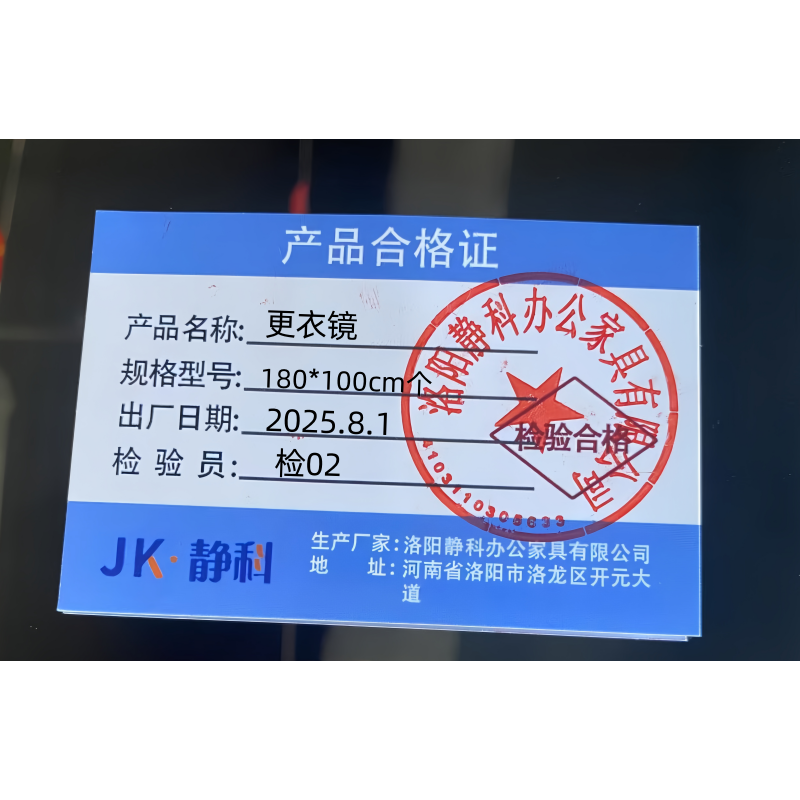 产品合格证
产品名称: 更衣镜
规格型号: 180*100cm个
出厂日期: 2025.8.1
检 验 员: 检02
洛阳静科办公家具有限公司
检验合格
JK·静科
生产厂家:洛阳静科办公家具有限公司
地 址:河南省洛阳市洛龙区开元大
道